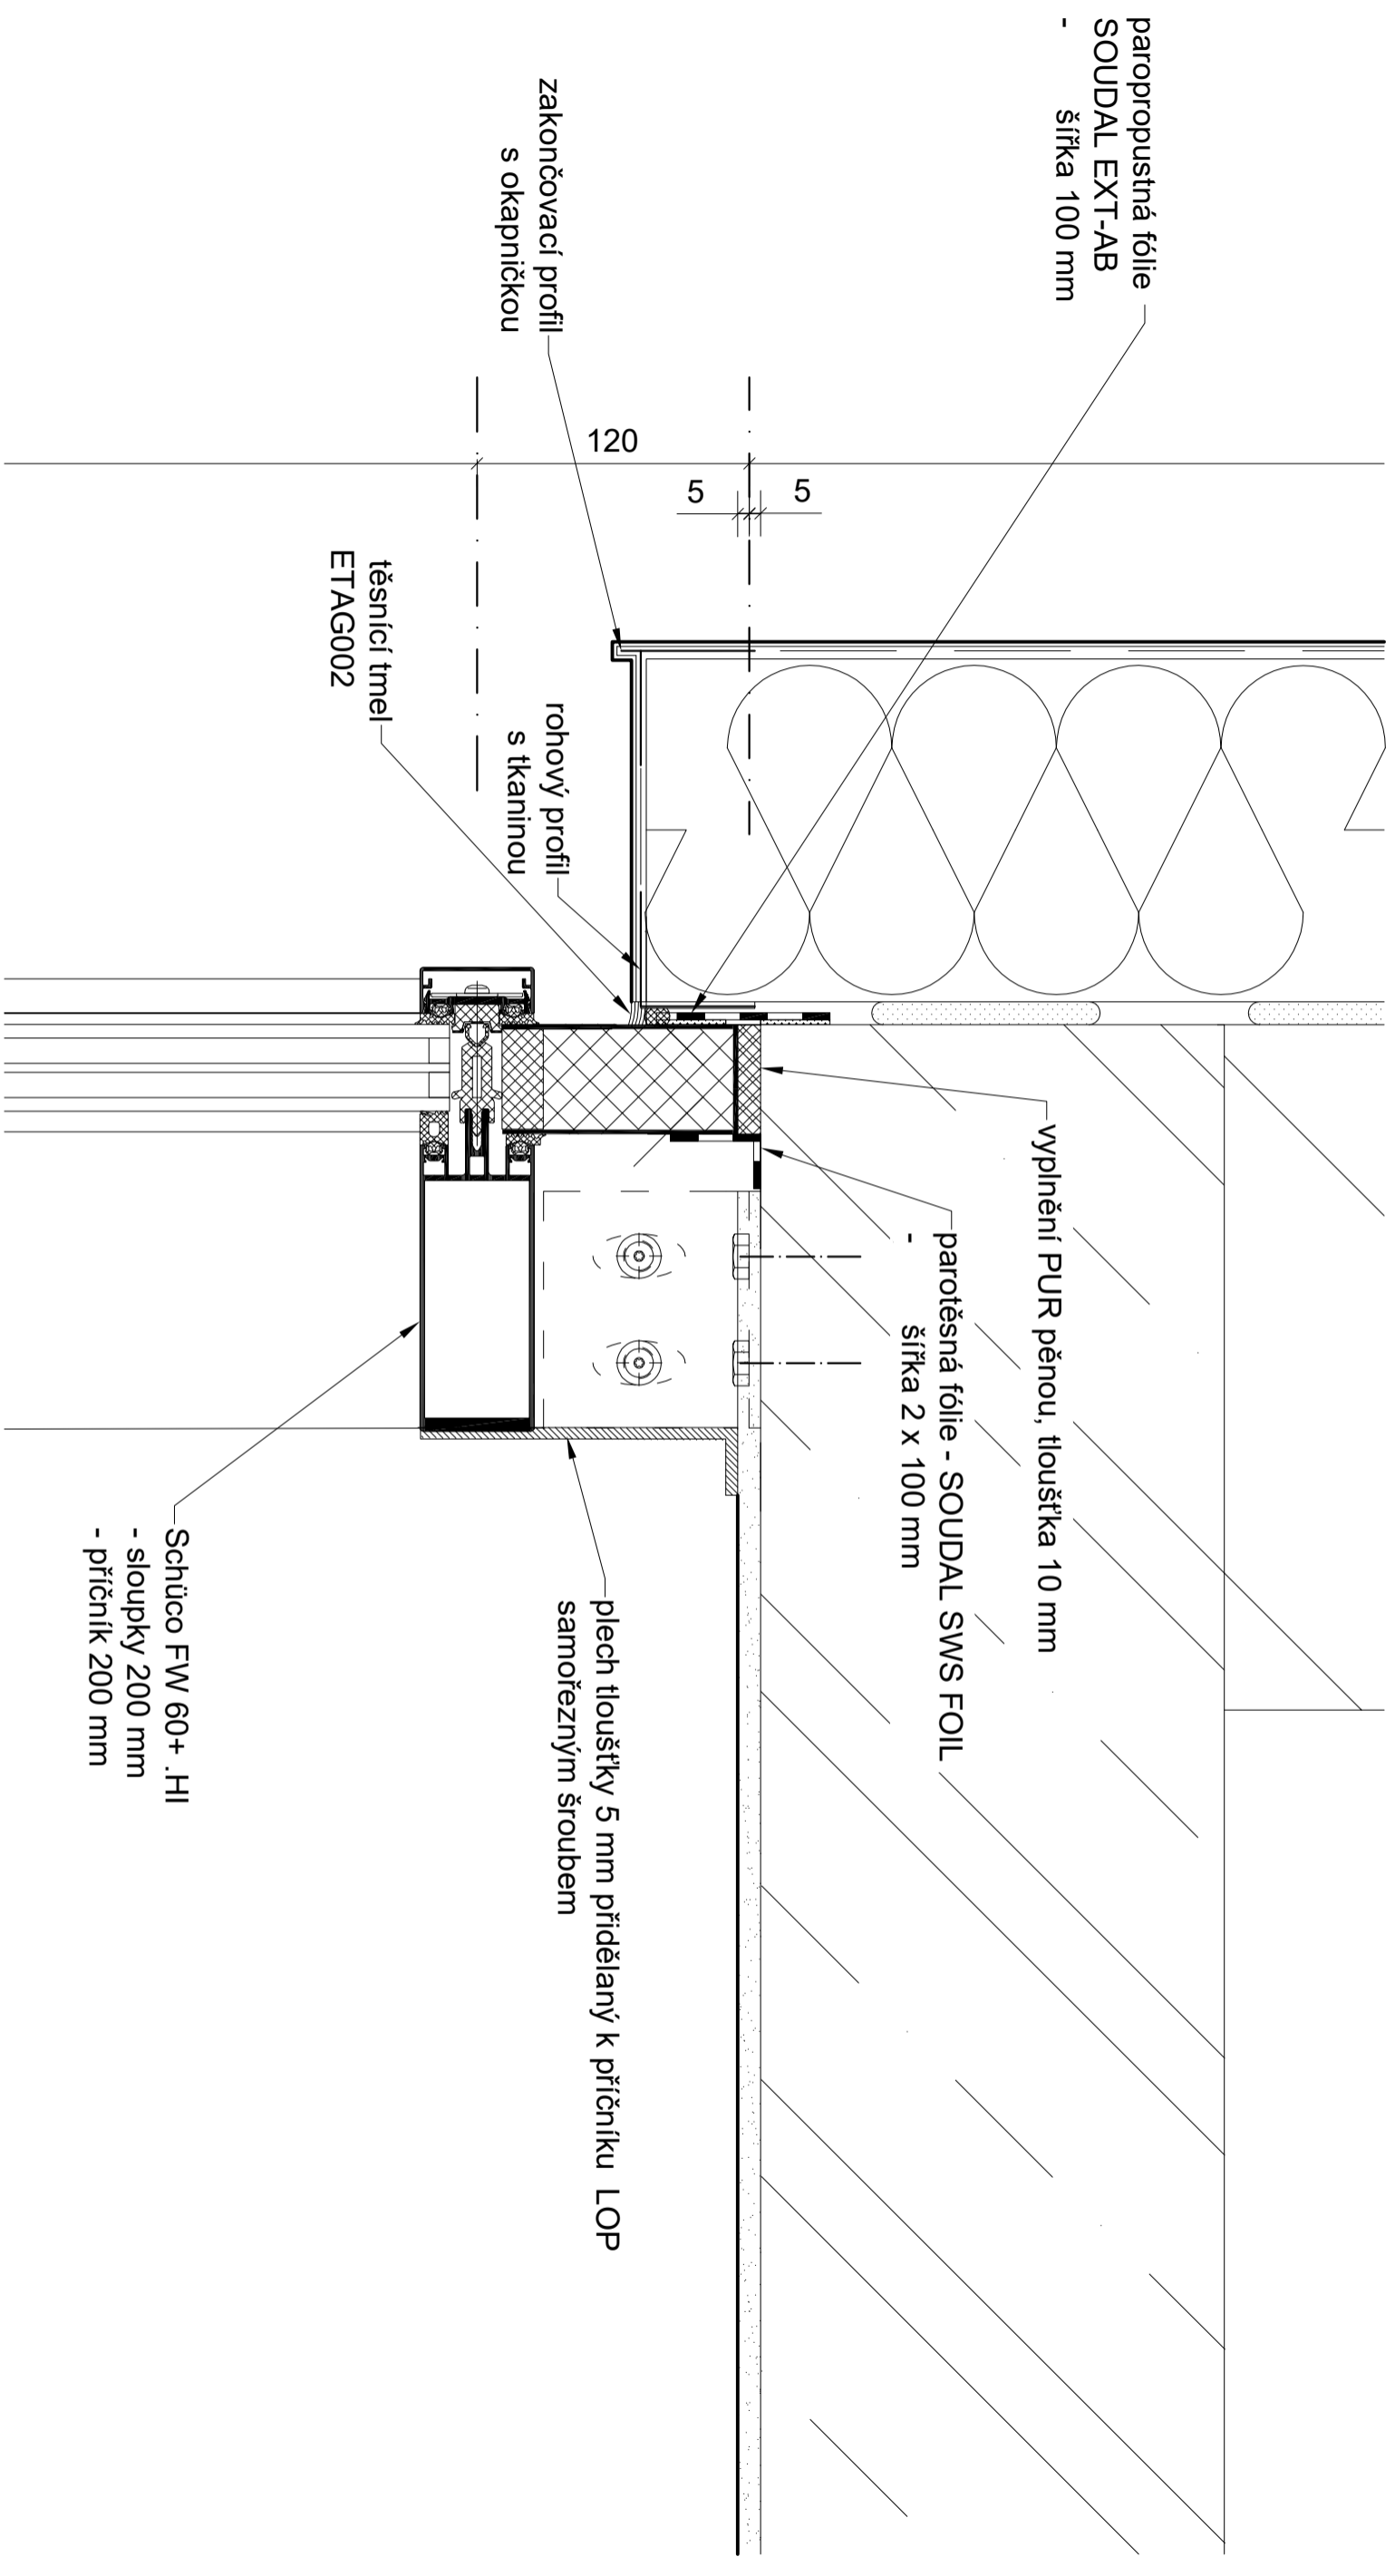 paropropustná fólie
SOUDAL EXT-AB
- šířka 100 mm
zakončovací profil
s okapničkou
120
5
5
těsnící tmel
ETAG002
rohový profil
s tkaninou
vyplnění PUR pěnou, tloušťka 10 mm
parotěsná fólie - SOUDAL SWS FOIL
- šířka 2 x 100 mm
plech tloušťky 5 mm přidělaný k příčníku LOP
samořezným šroubem
Schüco FW 60+ .HI
- sloupky 200 mm
- příčník 200 mm